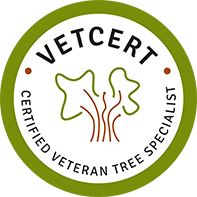 • VETCERT •
CERTIFIED VETERAN TREE SPECIALIST